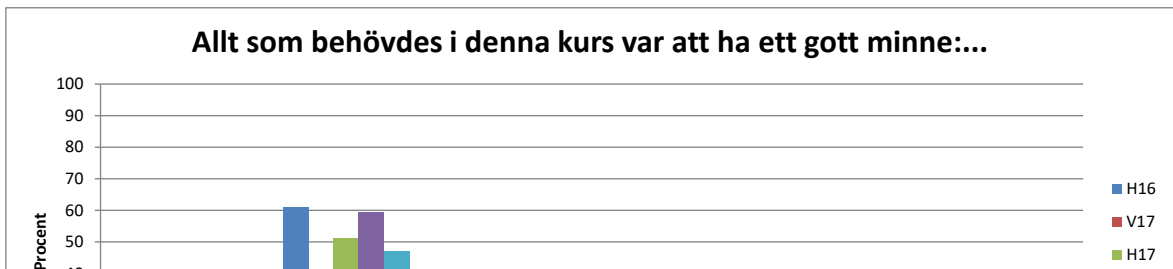 Allt som behövdes i denna kurs var att ha ett gott minne:...
100
90
80
70
60
50
Procent
H16
V17
H17